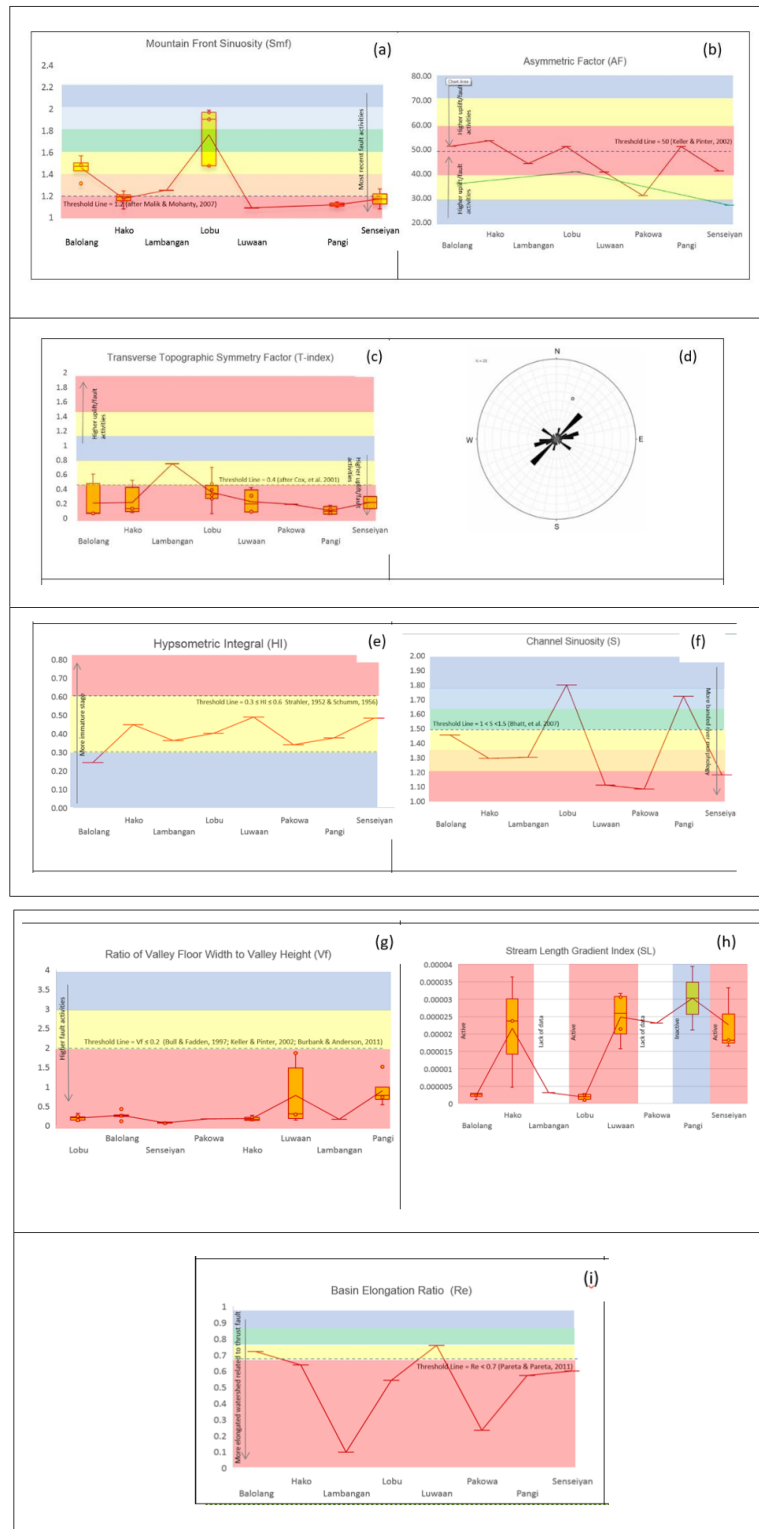 Mountain Front Sinuosity (Smf)
(a)
2.4
2.2
2
1.8
1.6
1.4
1.2
1
Most recent fault activities
Threshold Line = 1.2 (after Malik & Mohanty, 2007)
Balolang
Hako
Lambangan
Lobu
Luwaan
Pangi
Senseiyan
(b)
Asymmetric Factor (AF)
80.00
70.00
60.00
50.00
40.00
30.00
20.00
Chart Area
Higher uplift/fault
activities
Higher uplift/fault
activities
Threshold Line = 50 (Keller & Pinter, 2002)
Balolang
Hako
Lambangan
Lobu
Luwaan
Pakowa
Pangi
Senseiyan
(c)
Transverse Topographic Symmetry Factor (T-index)
2
1.8
1.6
1.4
1.2
1
0.8
0.6
0.4
0.2
0
Higher uplift/fault
activities
Higher uplift/fault
activities
Threshold Line = 0.4 (after Cox, et al. 2001)
Balolang
Hako
Lambangan
Lobu
Luwaan
Pakowa
Pangi
Senseiyan
(d)
N
W
E
S
(e)
Hypsometric Integral (HI)
0.80
0.70
0.60
0.50
0.40
0.30
0.20
0.10
0.00
More immature stage
Threshold Line = 0.3 ≤ HI ≤ 0.6 Strahler, 1952 & Schumm, 1956)
Balolang
Hako
Lambangan
Lobu
Luwaan
Pakowa
Pangi
Senseiyan
(f)
Channel Sinuosity (S)
2.00
1.90
1.80
1.70
1.60
1.50
1.40
1.30
1.20
1.10
1.00
Threshold Line = 1 < S <1.5 (Bhatt, et al. 2007)
More banded river morphology
Balolang
Hako
Lambangan
Lobu
Luwaan
Pakowa
Pangi
Senseiyan
(g)
Ratio of Valley Floor Width to Valley Height (Vf)
4
3.5
3
2.5
2
1.5
1
0.5
0
Higher fault activities
Threshold Line = Vf ≤ 0.2 (Bull & Fadden, 1997; Keller & Pinter, 2002; Burbank & Anderson, 2011)
Lobu
Balolang
Senseiyan
Pakowa
Hako
Luwaan
Lambangan
Pangi
(h)
Stream Length Gradient Index (SL)
0.00004
0.000035
0.00003
0.000025
0.00002
0.000015
0.00001
0.000005
0
Active
Lack of data
Active
Lack of data
Inactive
Active
Balolang
Hako
Lambangan
Lobu
Luwaan
Pakowa
Pangi
Senseiyan
(i)
Basin Elongation Ratio (Re)
1
0.9
0.8
0.7
0.6
0.5
0.4
0.3
0.2
0.1
0
More elongated watershed related to thrust fault
Threshold Line = Re < 0.7 (Pareta & Pareta, 2011)
Balolang
Hako
Lambangan
Lobu
Luwaan
Pakowa
Pangi
Senseiyan